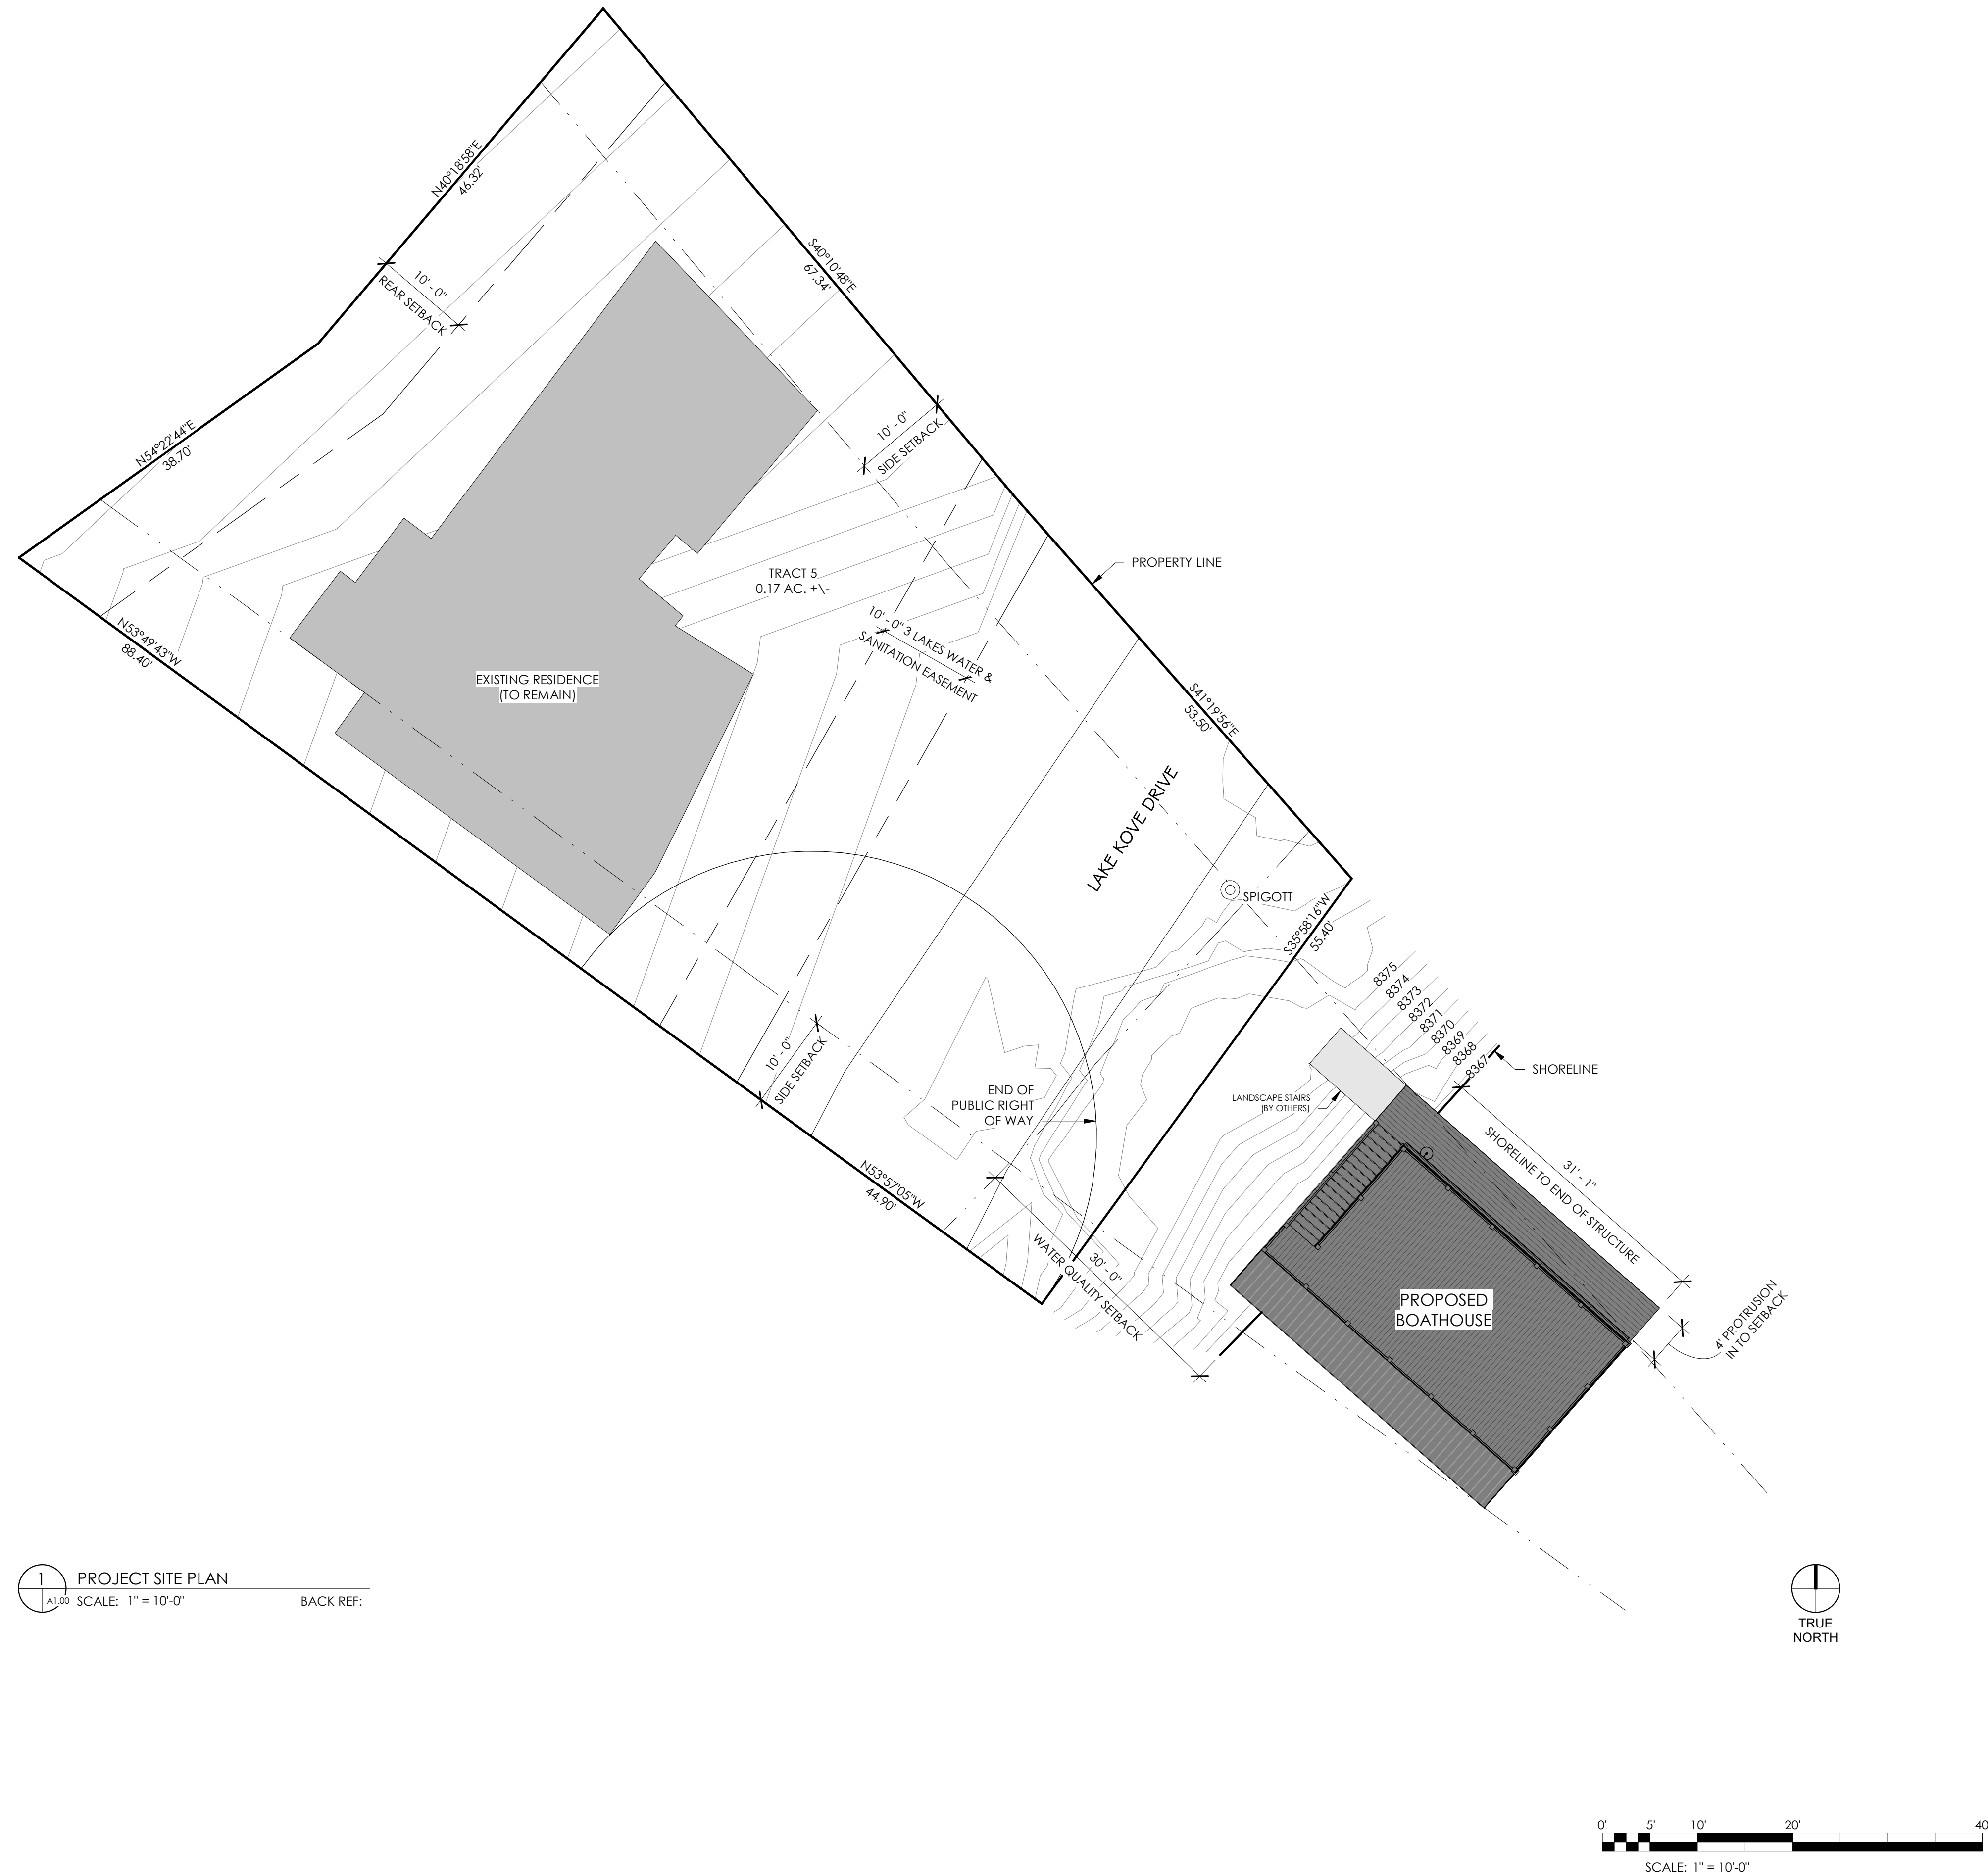 N40°18'58"E
46.32'
10' - 0"
REAR SETBACK
S40°10'48"E
67.34'
N54°22'44"E
38.70'
10' - 0"
SIDE SETBACK
PROPERTY LINE
TRACT 5
0.17 AC. +\-
10' - 0" 3 LAKES WATER &
SANITATION EASEMENT
N53°49'43"W
88.40'
EXISTING RESIDENCE
(TO REMAIN)
S41°19'56"E
53.50'
LAKE KOVE DRIVE
SPIGOTT
S35°58'16"W
55.40'
8375
8374
8373
8372
8371
8370
8369
8368
8367
SHORELINE
10' - 0"
SIDE SETBACK
END OF
PUBLIC RIGHT
OF WAY
LANDSCAPE STAIRS
(BY OTHERS)
31' - 1"
SHORELINE TO END OF STRUCTURE
N53°57'05"W
44.90'
30' - 0"
WATER QUALITY SETBACK
PROPOSED
BOATHOUSE
4' PROTRUSION
IN TO SETBACK
1
A1.00
PROJECT SITE PLAN
SCALE: 1" = 10'-0"
BACK REF:
TRUE
NORTH
0' 5' 10' 20' 40
SCALE: 1" = 10'-0"